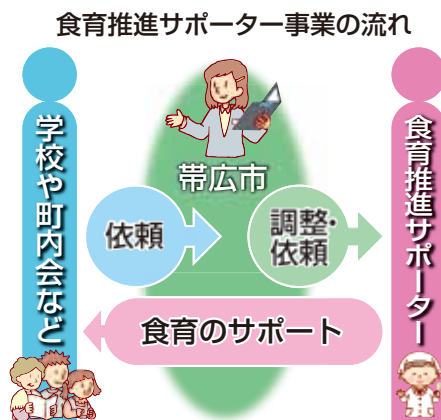 食育推進サポーター事業の流れ
学校や町内会など
帯広市
依頼
調整・
依頼
食育推進サポーター
食育のサポート